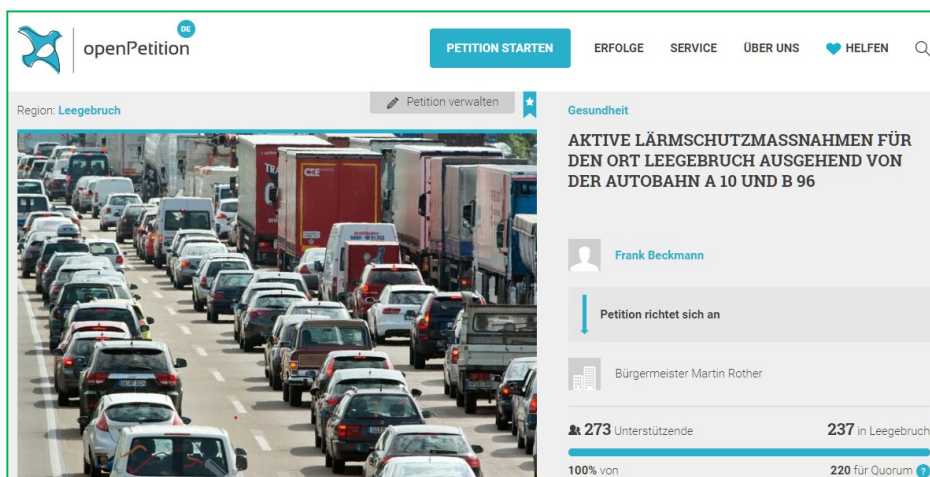 DE
openPetition
PETITION STARTEN
ERFOLGE
SERVICE
ÜBER UNS
HELFEN
Region: Leegebruch
Petition verwalten
CEE
Gesundheit
AKTIVE LÄRMSCHUTZMASSNAHMEN FÜR
DEN ORT LEEGEBRUCH AUSGEHEND VON
DER AUTOBAHN A 10 UND B 96
Frank Beckmann
Petition richtet sich an
Bürgermeister Martin Rother
273 Unterstützende
237 in Leegebruch
100% von
220 für Quorum ?